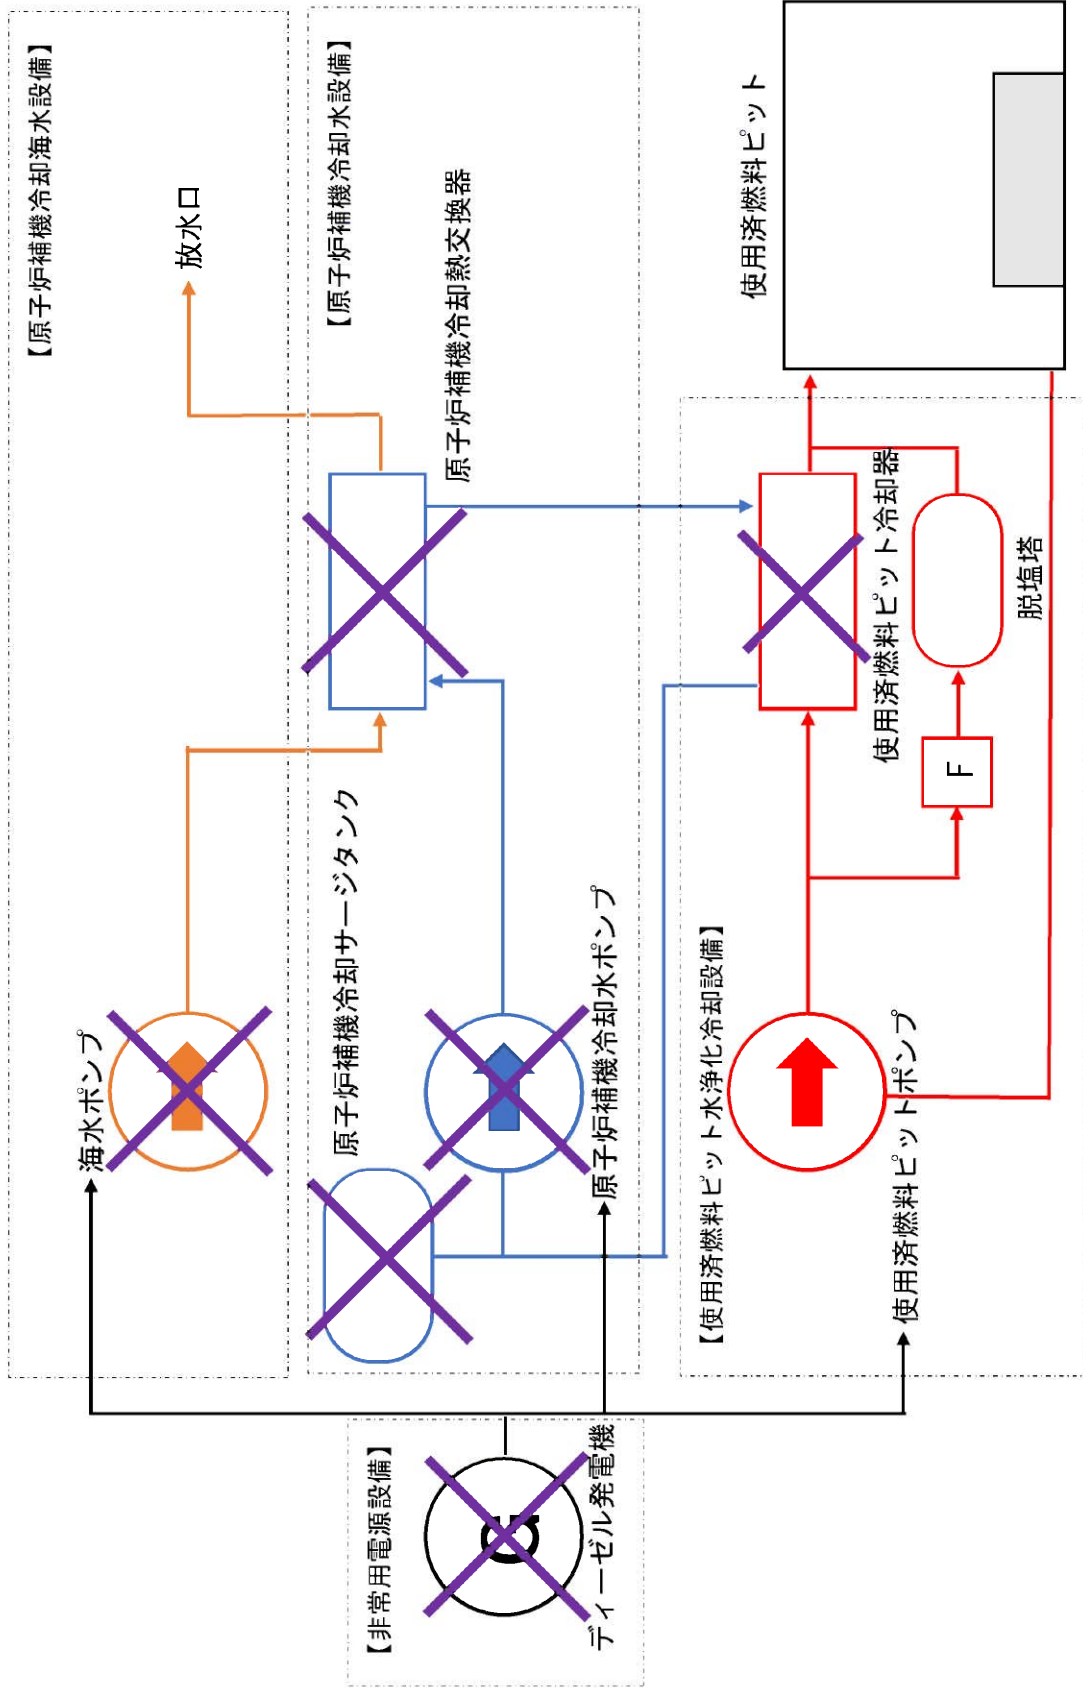 【原子炉補機冷却海水設備】
放水口
海水ポンプ
【原子炉補機冷却水設備】
原子炉補機冷却熱交換器
原子炉補機冷却サージタンク
原子炉補機冷却水ポンプ
【非常用電源設備】
G
ディーゼル発電機
【使用済燃料ピット水浄化冷却設備】
使用済燃料ピット
使用済燃料ピット冷却器
脱塩塔
F
使用済燃料ピットポンプ